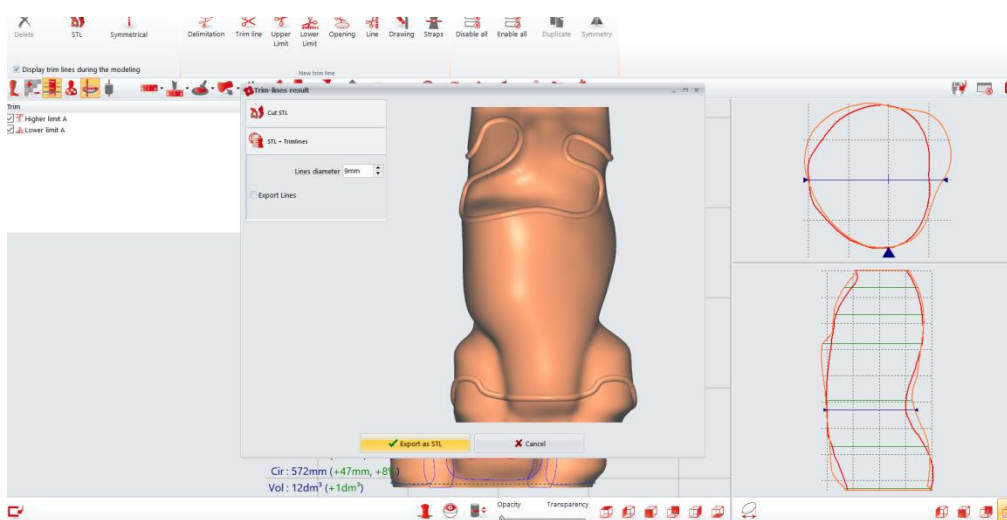 Delete
STL
Symmetrical
Delimitation
Trim line
Upper Limit
Lower Limit
Opening
Line
Drawing
Straps
Disable all
Enable all
Duplicate
Symmetry
Display trim lines during the modeling
New trim line
Trim-lines result
Trim
Higher limit A
Lower limit A
Cut STL
STL + Trimlines
Lines diameter 9mm
Export Lines
Export as STL
Cancel
Cir : 572mm (+47mm, +8%)
Vol : 12dm³ (+1dm³)
Opacity
Transparency